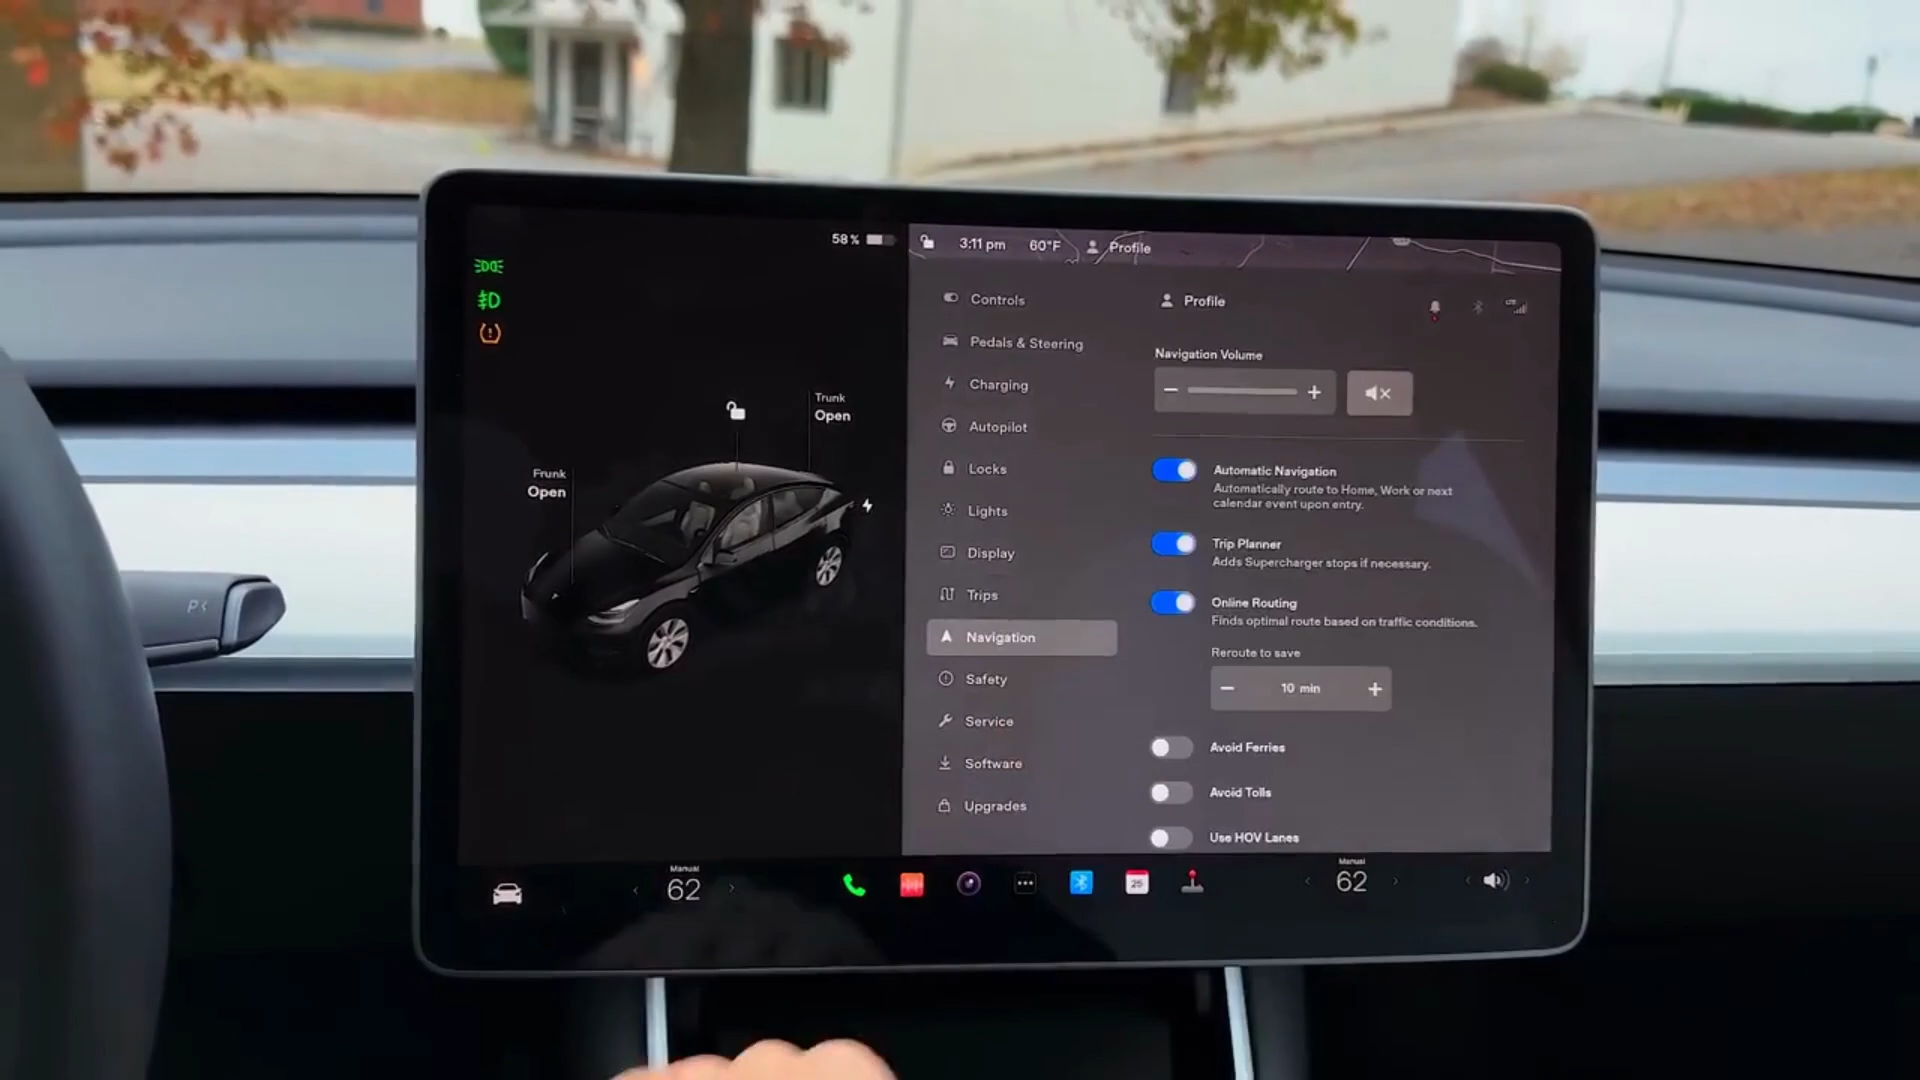 58 %
3:11 pm
60°F
Profile
Trunk
Open
Frunk
Open
Controls
Pedals & Steering
Charging
Autopilot
Locks
Lights
Display
Trips
Navigation
Safety
Service
Software
Upgrades
Profile
LTE
Navigation Volume
Automatic Navigation
Automatically route to Home, Work or next
calendar event upon entry.
Trip Planner
Adds Supercharger stops if necessary.
Online Routing
Finds optimal route based on traffic conditions.
Reroute to save
− 10 min +
Avoid Ferries
Avoid Tolls
Use HOV Lanes
Manual
62
25
Manual
62
P